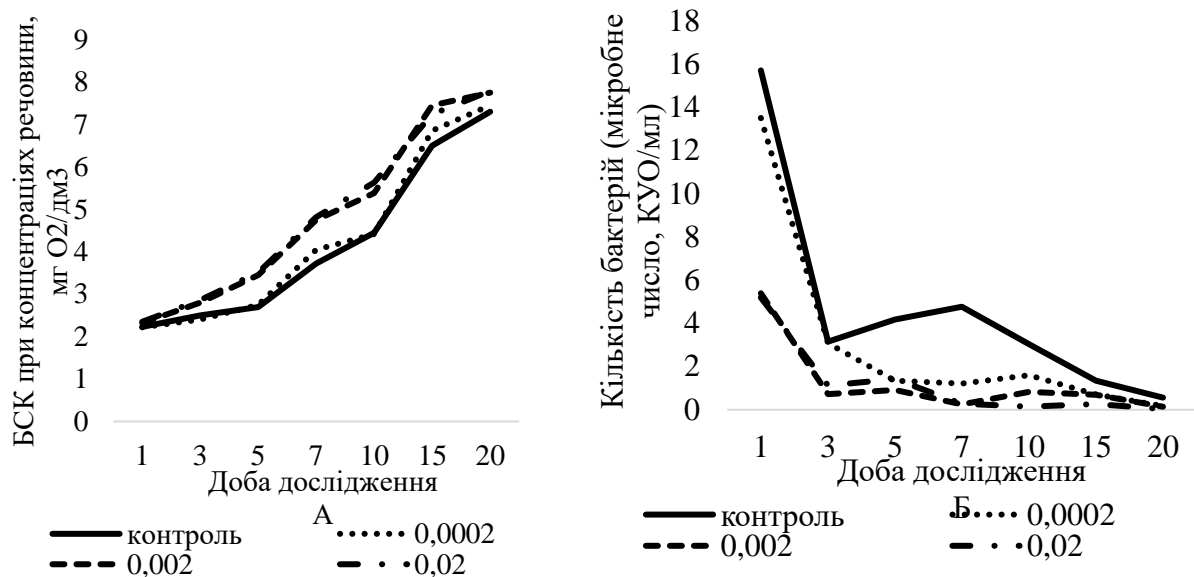 БСК при концентраціях речовини,
мг О2/дм3
9
8
7
6
5
4
3
2
1
0
1 3 5 7 10 15 20
Доба дослідження
А
контроль 0,0002
0,002 0,02
Кількість бактерій (мікробне
число, КУО/мл)
18
16
14
12
10
8
6
4
2
0
1 3 5 7 10 15 20
Доба дослідження
Б
контроль 0,0002
0,002 0,02